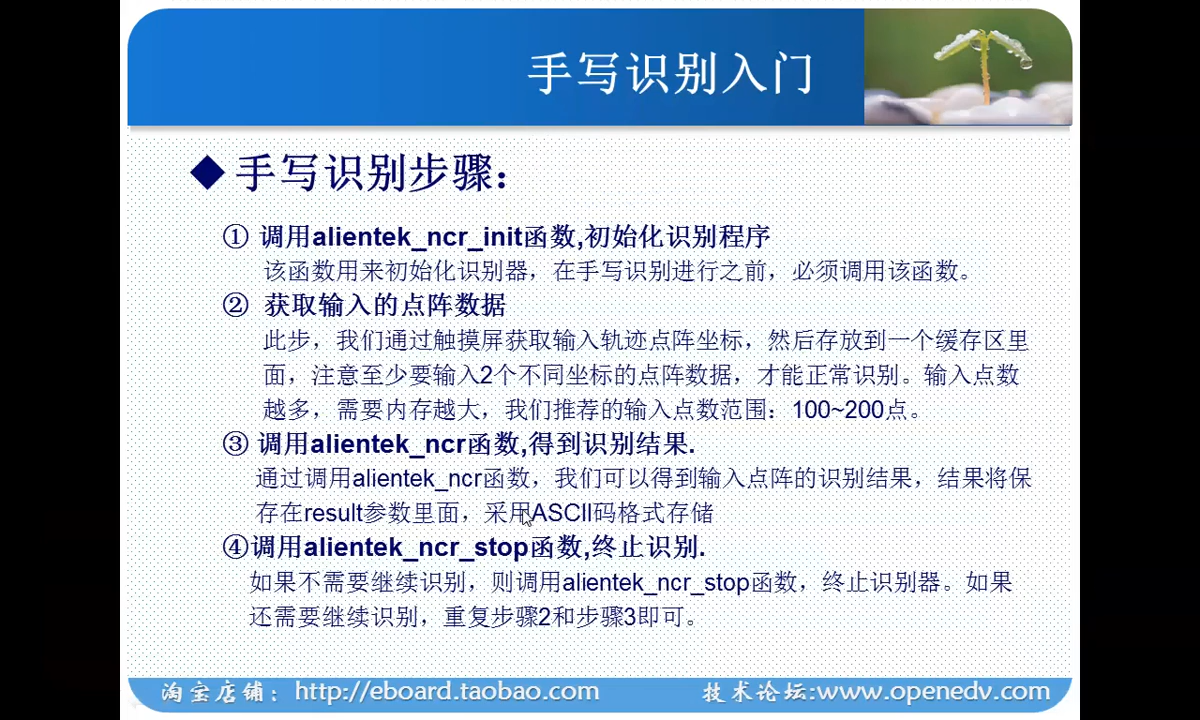 手写识别入门
◆手写识别步骤：
① 调用alientek_ncr_init函数,初始化识别程序
该函数用来初始化识别器，在手写识别进行之前，必须调用该函数。
② 获取输入的点阵数据
此步，我们通过触摸屏获取输入轨迹点阵坐标，然后存放到一个缓存区里
面，注意至少要输入2个不同坐标的点阵数据，才能正常识别。输入点数
越多，需要内存越大，我们推荐的输入点数范围：100~200点。
③ 调用alientek_ncr函数,得到识别结果.
通过调用alientek_ncr函数，我们可以得到输入点阵的识别结果，结果将保
存在result参数里面，采用ASCII码格式存储
④调用alientek_ncr_stop函数,终止识别.
如果不需要继续识别，则调用alientek_ncr_stop函数，终止识别器。如果
还需要继续识别，重复步骤2和步骤3即可。
淘宝店铺：http://eboard.taobao.com
技术论坛:www.openedv.com